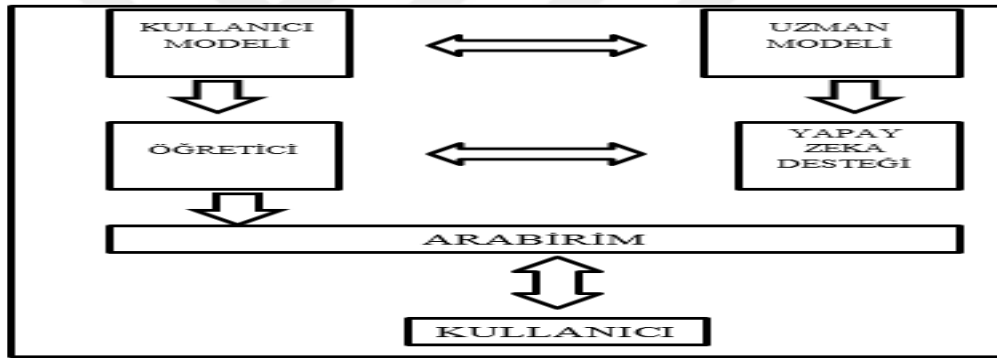 KULLANICI
MODELİ
UZMAN
MODELİ
ÖĞRETİCİ
YAPAY
ZEKA
DESTEĞİ
ARABİRİM
KULLANICI